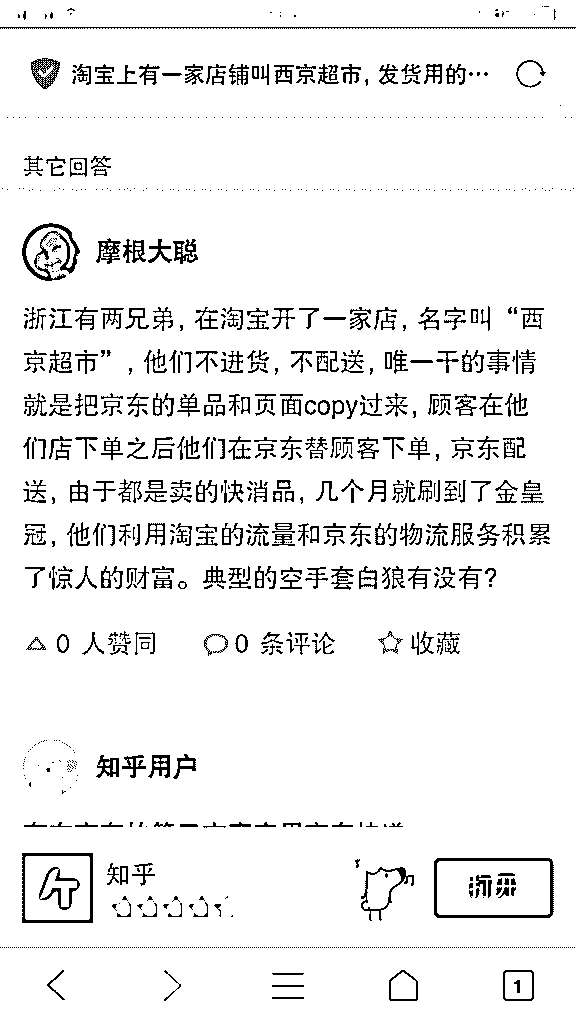 淘宝上有一家店铺叫西京超市，发货用的…
其它回答
摩根大聪
浙江有两兄弟，在淘宝开了一家店，名字叫“西
京超市”，他们不进货，不配送，唯一干的事情
就是把京东的单品和页面copy过来，顾客在他
们店下单之后他们在京东替顾客下单，京东配
送，由于都是卖的快消品，几个月就刷到了金皇
冠，他们利用淘宝的流量和京东的物流服务积累
了惊人的财富。典型的空手套白狼有没有？
0 人赞同 0 条评论 收藏
知乎用户
知乎
1